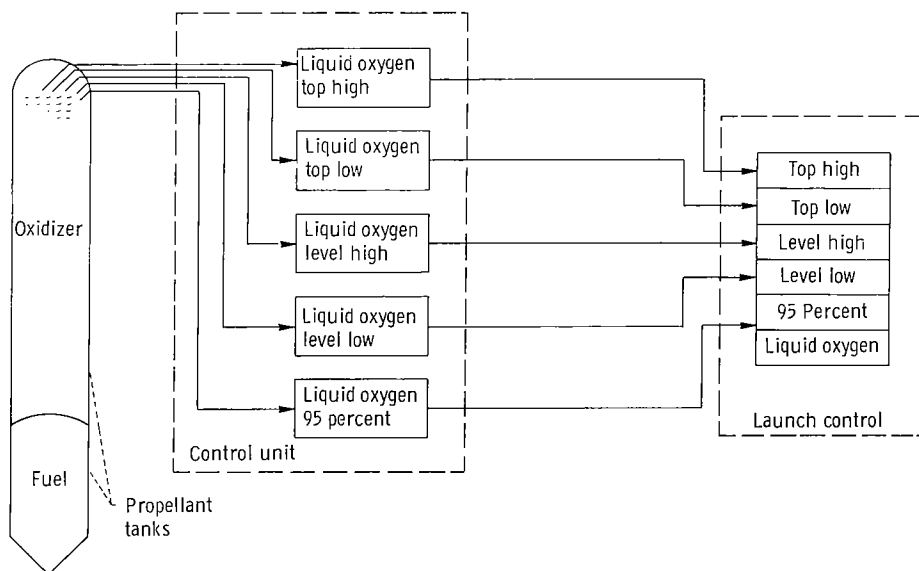 Liquid oxygen
top high
Liquid oxygen
top low
Liquid oxygen
level high
Liquid oxygen
level low
Liquid oxygen
95 percent
Control unit
Oxidizer
Fuel
Propellant
tanks
Top high
Top low
Level high
Level low
95 Percent
Liquid oxygen
Launch control